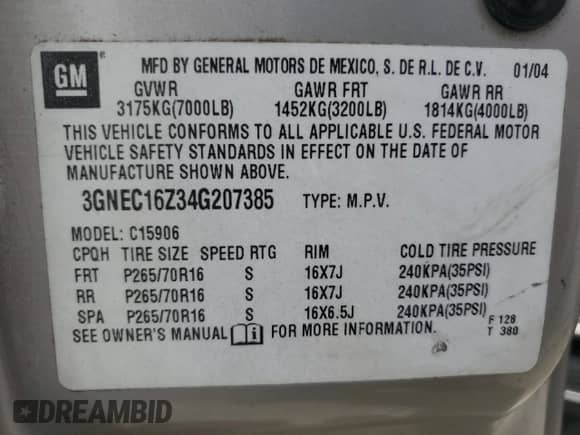 GM
®
MFD BY GENERAL MOTORS DE MEXICO, S. DE R.L. DE C.V. 01/04
GVWR GAWR FRT GAWR RR
3175KG(7000LB) 1452KG(3200LB) 1814KG(4000LB)
THIS VEHICLE CONFORMS TO ALL APPLICABLE U.S. FEDERAL MOTOR
VEHICLE SAFETY STANDARDS IN EFFECT ON THE DATE OF
MANUFACTURE SHOWN ABOVE.
3GNEC16Z34G207385 TYPE: M.P.V.
MODEL: C15906
CPQH TIRE SIZE SPEED RTG RIM COLD TIRE PRESSURE
FRT P265/70R16 S 16X7J 240KPA(35PSI)
RR P265/70R16 S 16X7J 240KPA(35PSI)
SPA P265/70R16 S 16X6.5J 240KPA(35PSI)
SEE OWNER'S MANUAL FOR MORE INFORMATION.
F 128
T 380
DREAMBID